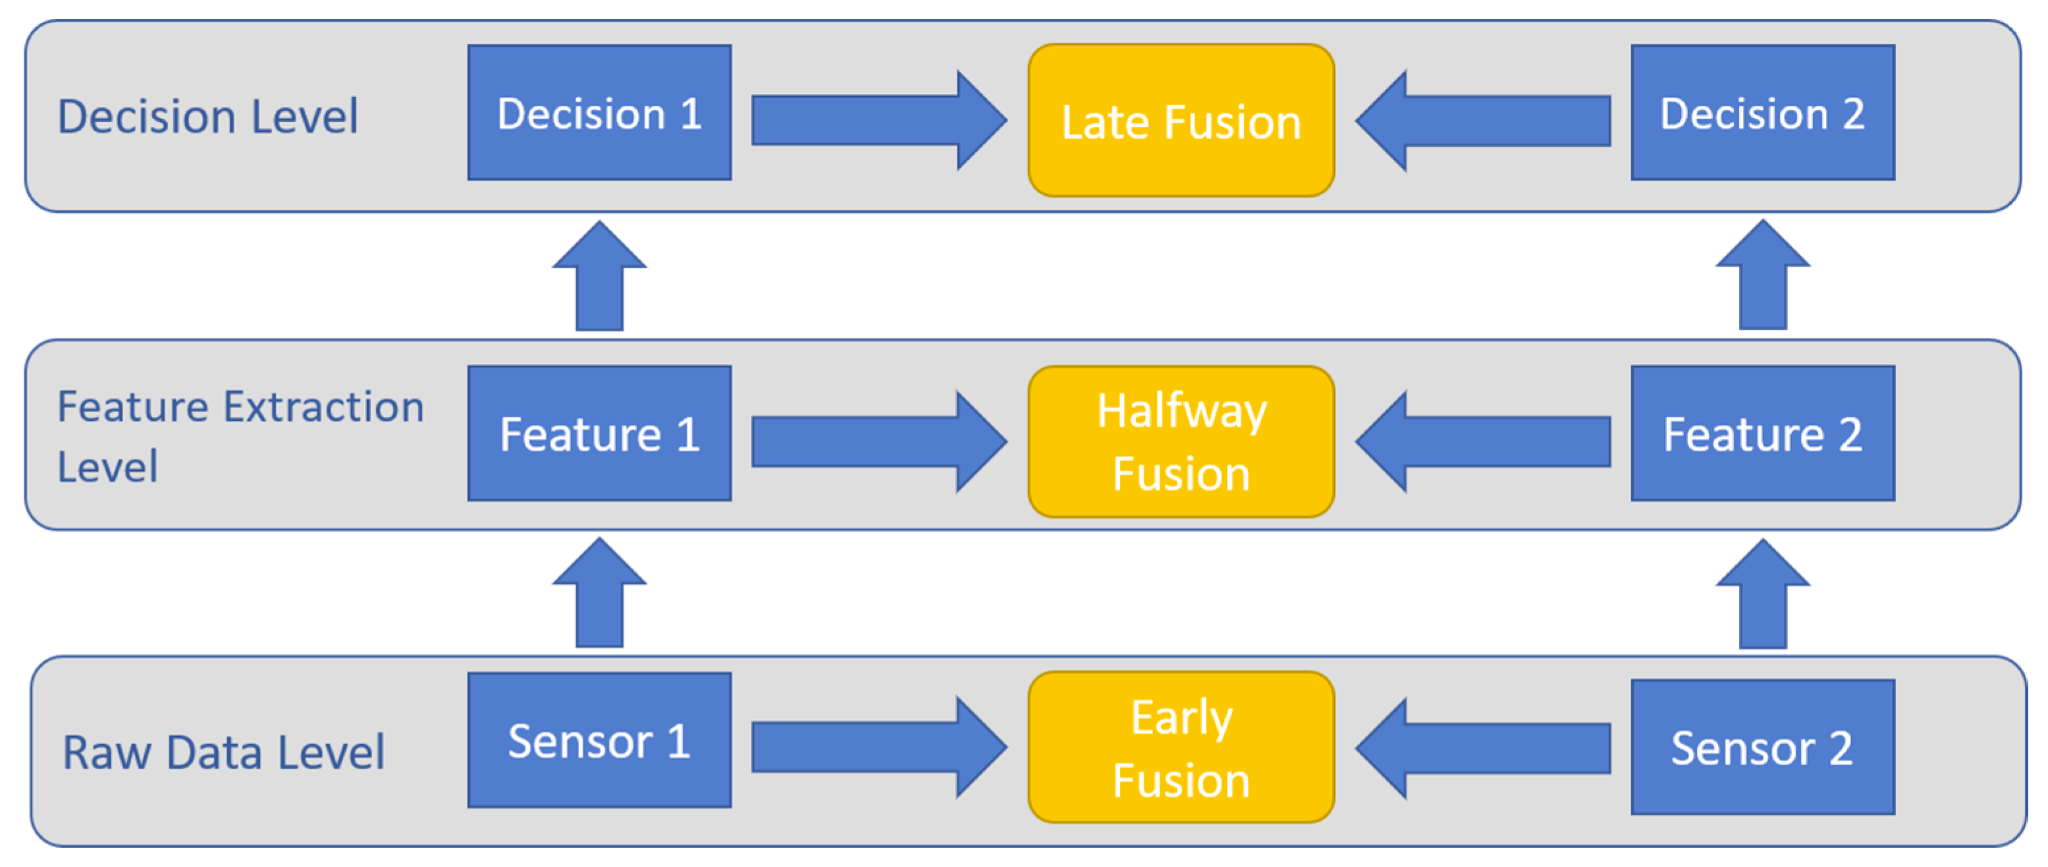 Decision Level
Decision 1
Late Fusion
Decision 2
Feature Extraction
Level
Feature 1
Halfway
Fusion
Feature 2
Raw Data Level
Sensor 1
Early
Fusion
Sensor 2